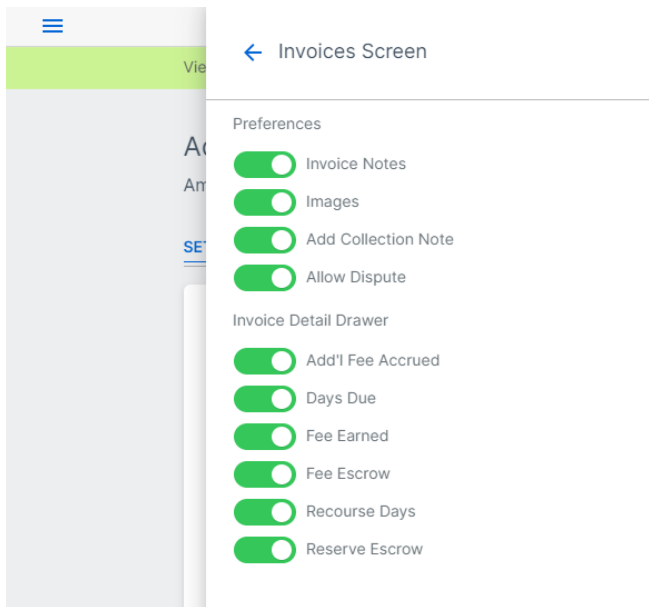 Invoices Screen
Vie
Preferences
Invoice Notes
Images
Add Collection Note
Allow Dispute
Invoice Detail Drawer
Add'l Fee Accrued
Days Due
Fee Earned
Fee Escrow
Recourse Days
Reserve Escrow